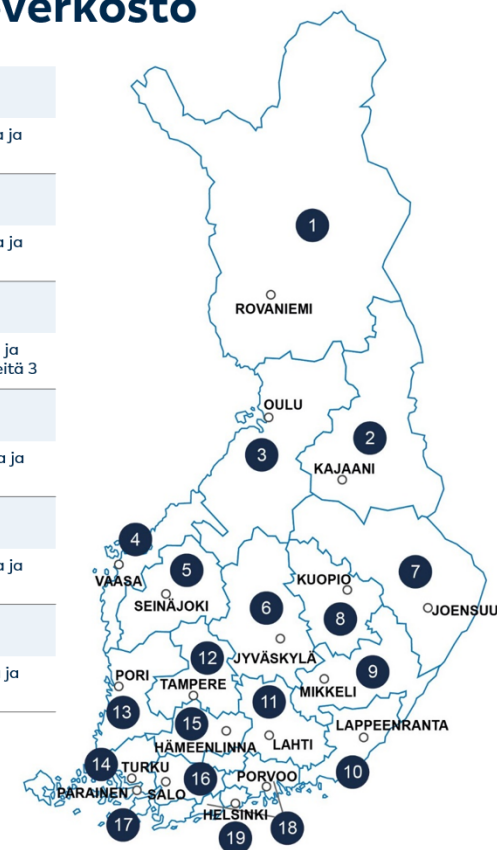 verkosto
ja
ja
ja
eitä 3
ja
ja
ja
1
ROVANIEMI
OULU
2
3
KAJAANI
4
VAASA
5
SEINÄJOKI
6
KUOPIO
7
JOENSUU
8
JYVÄSKYLÄ
12
9
PORI
TAMPERE
MIKKELI
11
13
15
LAPPEENRANTA
HÄMEENLINNA
LAHTI
10
14
TURKU
16
PORVOO
PARAINEN
SALO
HELSINKI
17
18
19